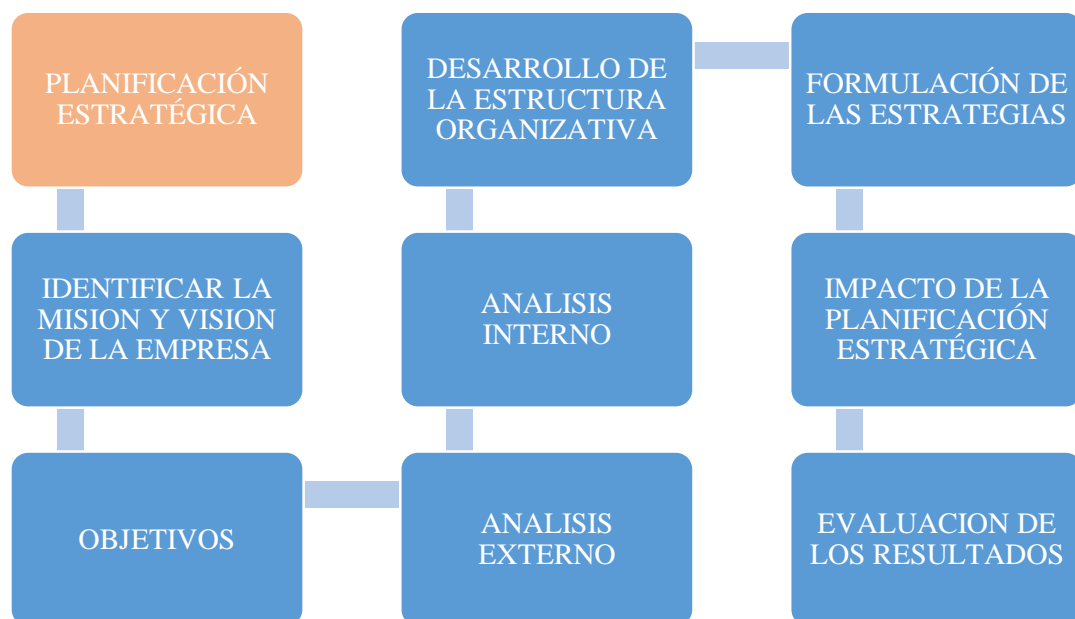 PLANIFICACIÓN
ESTRATÉGICA
IDENTIFICAR LA
MISION Y VISION
DE LA EMPRESA
OBJETIVOS
ANALISIS
EXTERNO
ANALISIS
INTERNO
DESARROLLO DE
LA ESTRUCTURA
ORGANIZATIVA
FORMULACIÓN DE
LAS ESTRATEGIAS
IMPACTO DE LA
PLANIFICACIÓN
ESTRATÉGICA
EVALUACION DE
LOS RESULTADOS